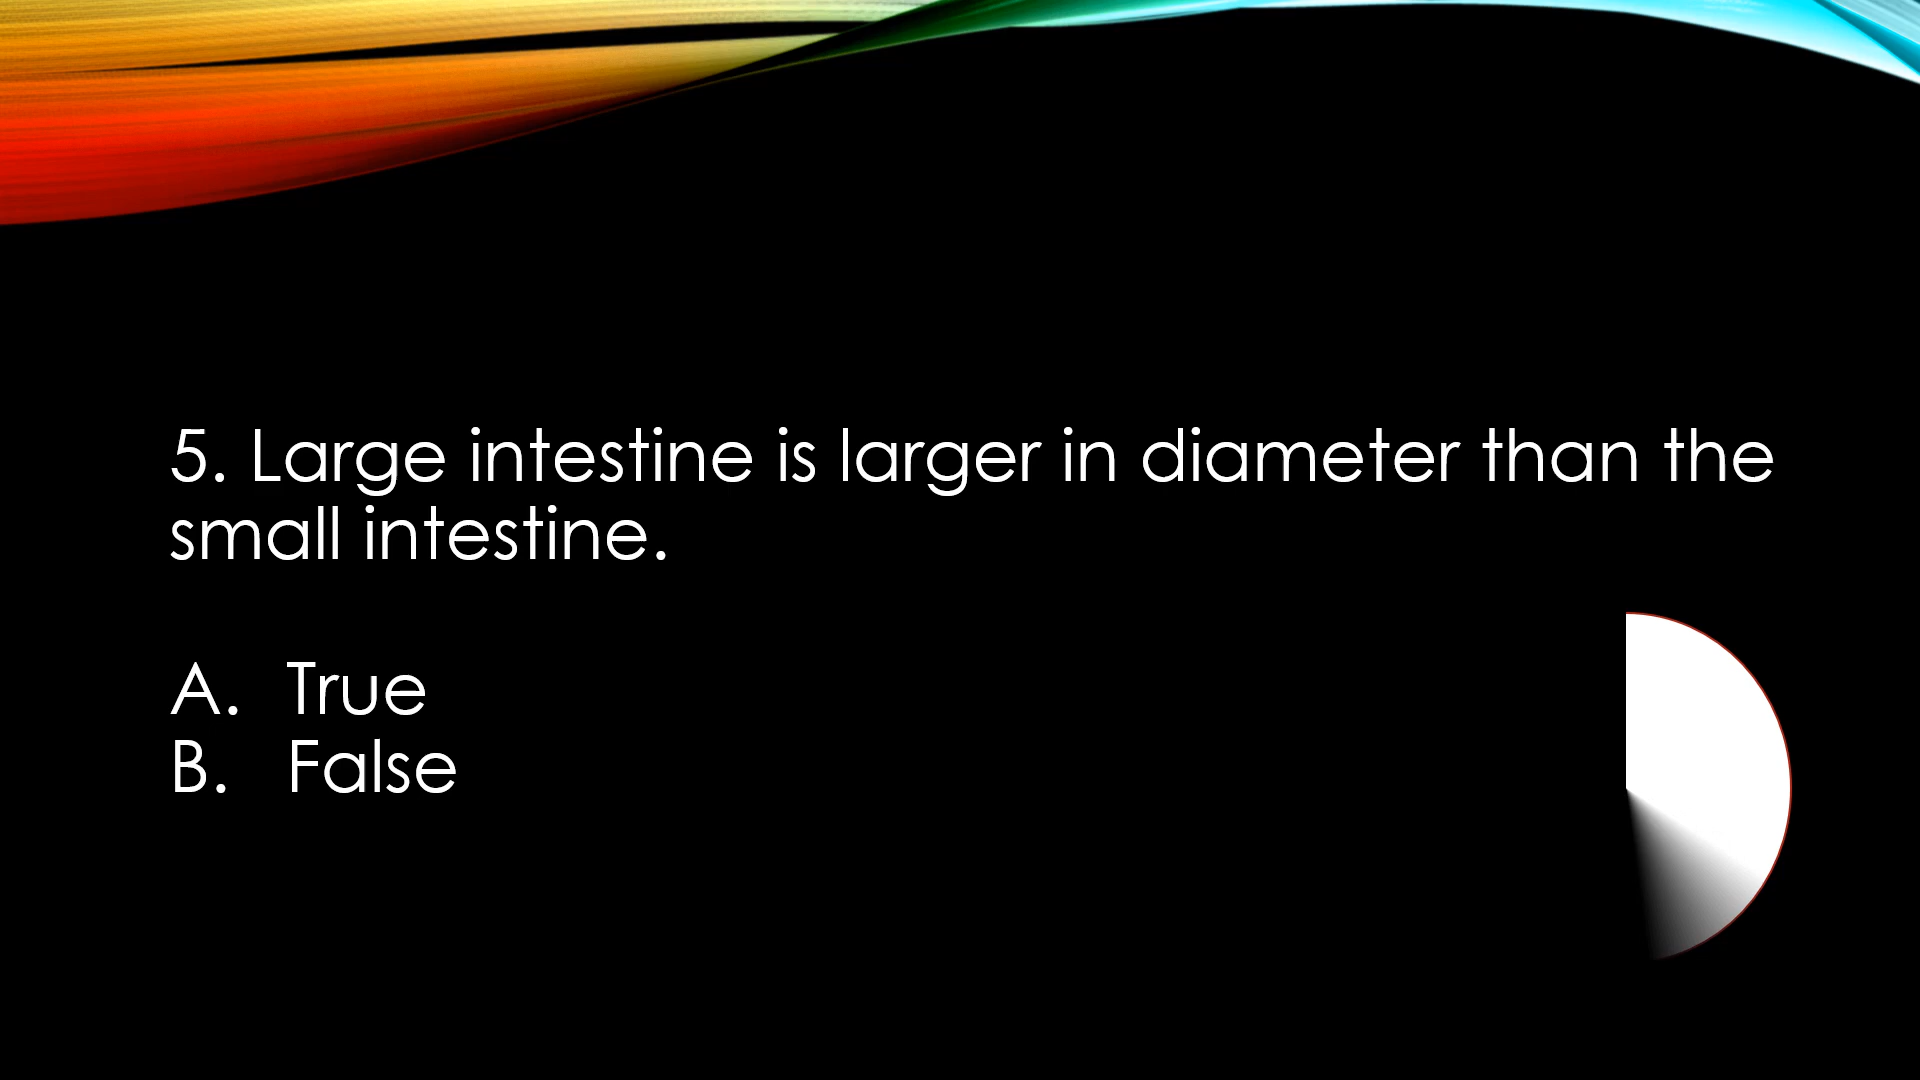 5. Large intestine is larger in diameter than the
small intestine.
A. True
B. False